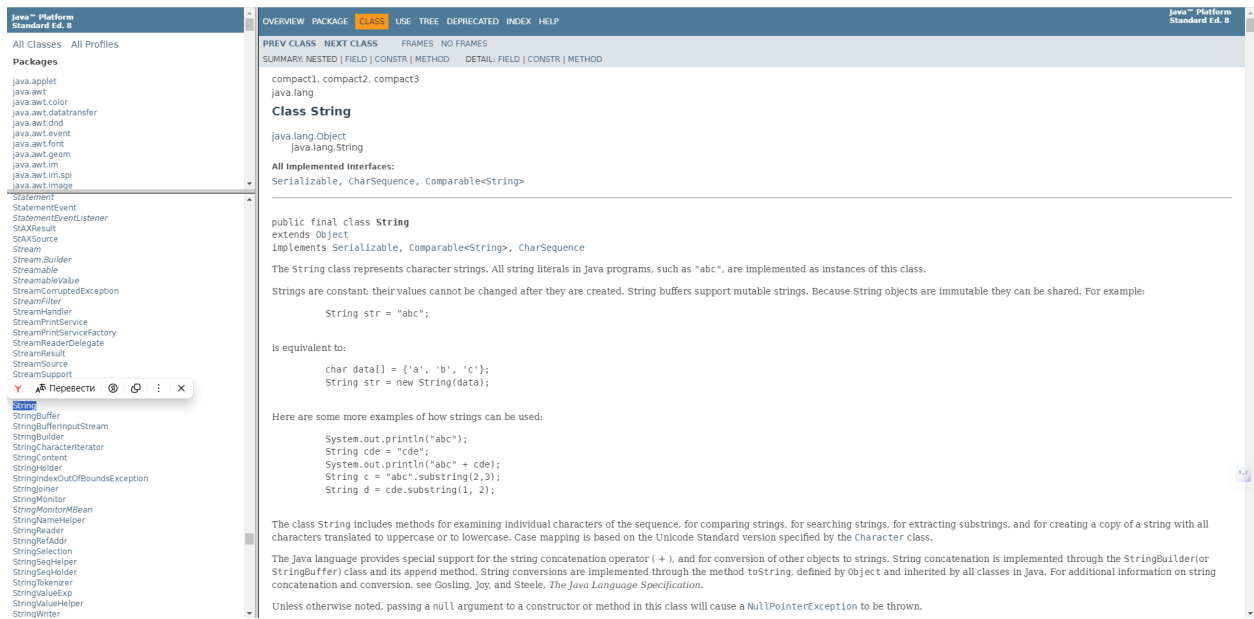 Java™ Platform
Standard Ed. 8
All Classes All Profiles
Packages
java.applet
java.awt
java.awt.color
java.awt.datatransfer
java.awt.dnd
java.awt.event
java.awt.font
java.awt.geom
java.awt.im
java.awt.im.spi
java.awt.image
Statement
StatementEvent
StatementEventListener
StAXResult
StAXSource
Stream
Stream.Builder
Streamable
StreamableValue
StreamCorruptedException
StreamFilter
StreamHandler
StreamPrintService
StreamPrintServiceFactory
StreamReaderDelegate
StreamResult
StreamSource
StreamSupport
Перевести
String
StringBuffer
StringBufferInputStream
StringBuilder
StringCharacterIterator
StringContent
StringHolder
StringIndexOutOfBoundsException
StringJoiner
StringMonitor
StringMonitorMBean
StringNameHelper
StringReader
StringRefAddr
StringSelection
StringSeqHelper
StringSeqHolder
StringTokenizer
StringValueExp
StringValueHelper
StringWriter
OVERVIEW PACKAGE CLASS USE TREE DEPRECATED INDEX HELP
Java™ Platform
Standard Ed. 8
PREV CLASS NEXT CLASS FRAMES NO FRAMES
SUMMARY: NESTED | FIELD | CONSTR | METHOD DETAIL: FIELD | CONSTR | METHOD
compact1, compact2, compact3
java.lang
Class String
java.lang.Object
java.lang.String
All Implemented Interfaces:
Serializable, CharSequence, Comparable<String>
public final class String
extends Object
implements Serializable, Comparable<String>, CharSequence
The String class represents character strings. All string literals in Java programs, such as "abc", are implemented as instances of this class.
Strings are constant; their values cannot be changed after they are created. String buffers support mutable strings. Because String objects are immutable they can be shared. For example:
String str = "abc";
is equivalent to:
char data[] = {'a', 'b', 'c'};
String str = new String(data);
Here are some more examples of how strings can be used:
System.out.println("abc");
String cde = "cde";
System.out.println("abc" + cde);
String c = "abc".substring(2,3);
String d = cde.substring(1, 2);
The class String includes methods for examining individual characters of the sequence, for comparing strings, for searching strings, for extracting substrings, and for creating a copy of a string with all
characters translated to uppercase or to lowercase. Case mapping is based on the Unicode Standard version specified by the Character class.
The Java language provides special support for the string concatenation operator ( + ), and for conversion of other objects to strings. String concatenation is implemented through the StringBuilder(or
StringBuffer) class and its append method. String conversions are implemented through the method toString, defined by Object and inherited by all classes in Java. For additional information on string
concatenation and conversion, see Gosling, Joy, and Steele, The Java Language Specification.
Unless otherwise noted, passing a null argument to a constructor or method in this class will cause a NullPointerException to be thrown.